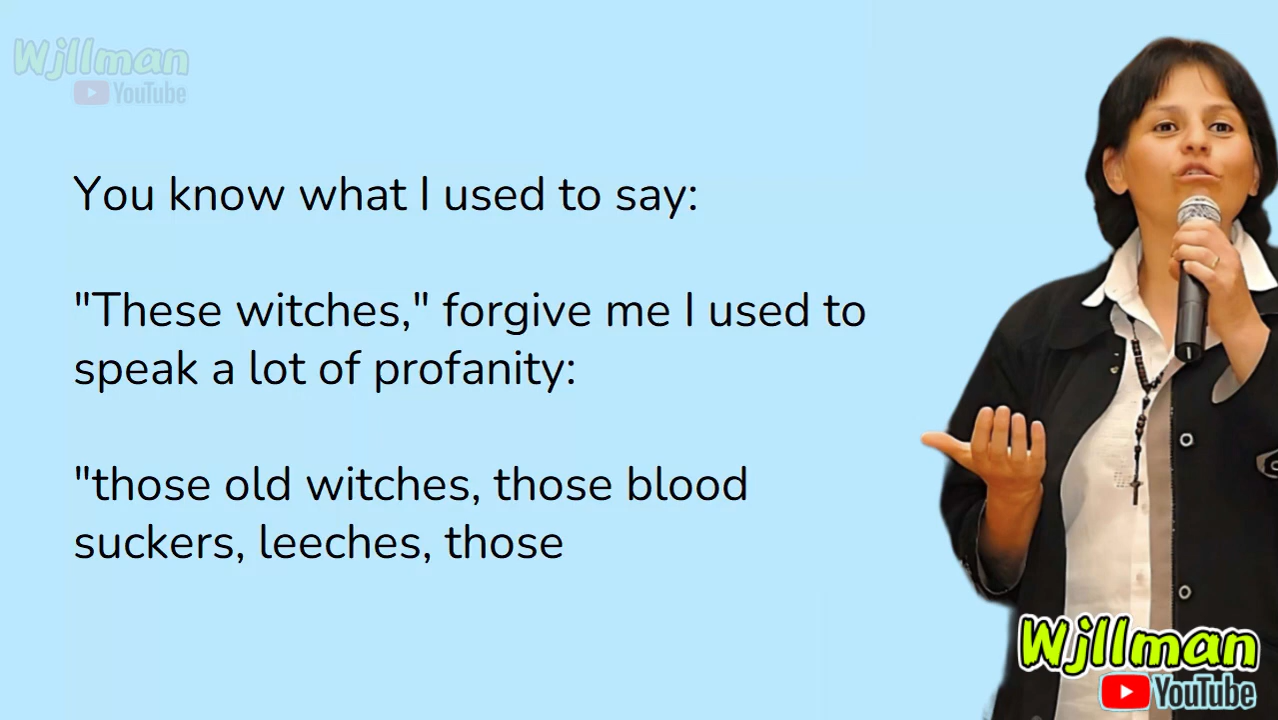 Wjllman
YouTube
You know what I used to say:
"These witches," forgive me I used to
speak a lot of profanity:
"those old witches, those blood
suckers, leeches, those
Wjllman
YouTube